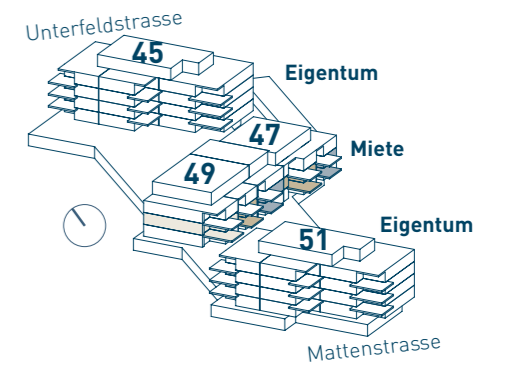 Unterfeldstrasse
45
Eigentum
47
Miete
49
Eigentum
51
Mattenstrasse